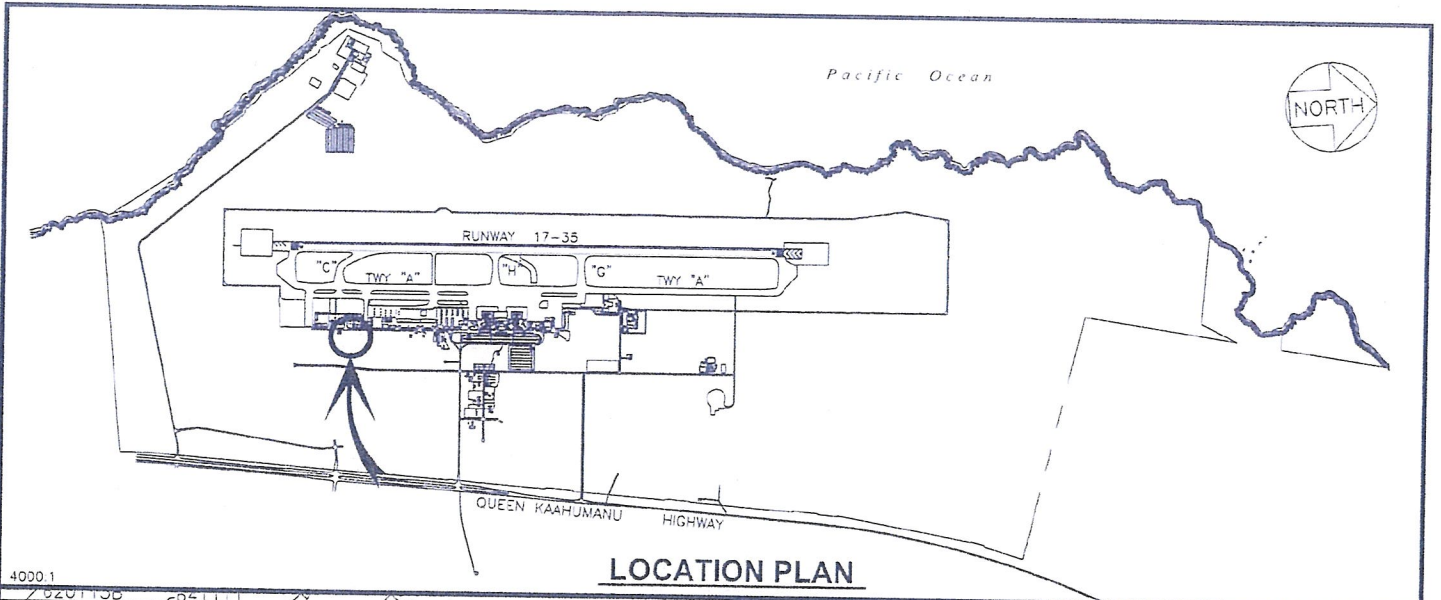 Pacific Ocean
NORTH
RUNWAY 17-35
"C"
TWY "A"
"H"
"G"
TWY "A"
QUEEN KAAHUMANU HIGHWAY
LOCATION PLAN
4000.1